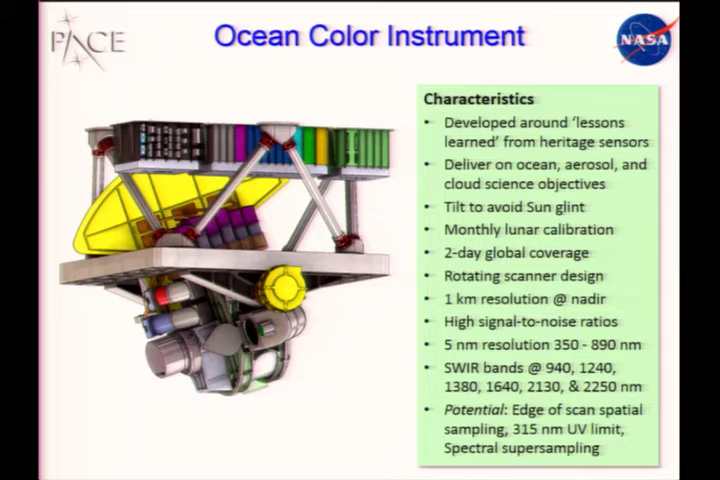 PACE
Ocean Color Instrument
NASA
Characteristics
• Developed around ‘lessons
learned’ from heritage sensors
• Deliver on ocean, aerosol, and
cloud science objectives
• Tilt to avoid Sun glint
• Monthly lunar calibration
• 2-day global coverage
• Rotating scanner design
• 1 km resolution @ nadir
• High signal-to-noise ratios
• 5 nm resolution 350 - 890 nm
• SWIR bands @ 940, 1240,
1380, 1640, 2130, & 2250 nm
• Potential: Edge of scan spatial
sampling, 315 nm UV limit,
Spectral supersampling